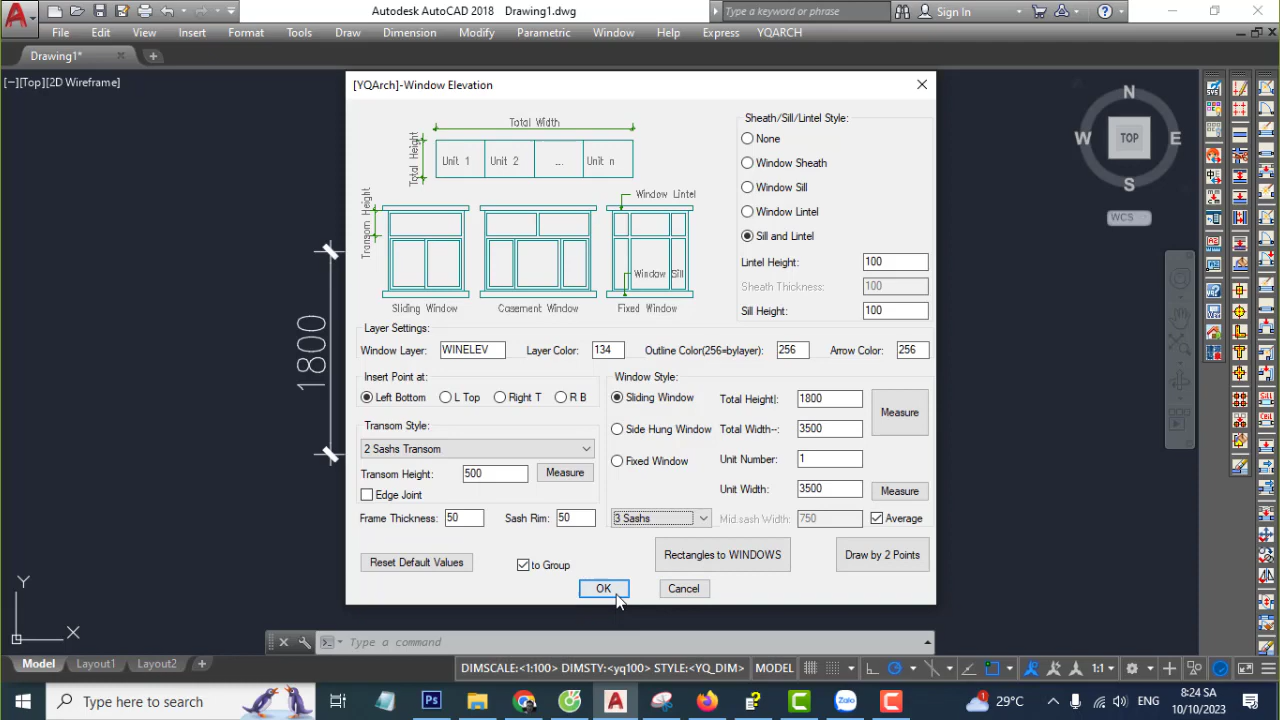 Autodesk AutoCAD 2018 Drawing1.dwg
Type a keyword or phrase
Sign In
File Edit View Insert Format Tools Draw Dimension Modify Parametric Window Help Express YQARCH
Drawing1*
[−][Top][2D Wireframe]
[YQArch]-Window Elevation
Total Width
Total Height
Unit 1 Unit 2 ... Unit n
Transom Height
Window Lintel
Window Sill
Sliding Window Casement Window Fixed Window
Sheath/Sill/Lintel Style:
None
Window Sheath
Window Sill
Window Lintel
Sill and Lintel
Lintel Height: 100
Sheath Thickness: 100
Sill Height: 100
Layer Settings:
Window Layer: WINELEV Layer Color: 134 Outline Color(256=bylayer): 256 Arrow Color: 256
Insert Point at:
Left Bottom L Top Right T R B
Transom Style:
2 Sashs Transom
Transom Height: 500 Measure
Edge Joint
Frame Thickness: 50 Sash Rim: 50
Window Style:
Sliding Window Total Height|: 1800 Measure
Side Hung Window Total Width--: 3500
Fixed Window Unit Number: 1
Unit Width: 3500 Measure
3 Sashs Mid.sash Width: 750 Average
Reset Default Values to Group Rectangles to WINDOWS Draw by 2 Points
OK Cancel
1800
N
W TOP E
S
WCS
Y
X
Type a command
Model Layout1 Layout2
DIMSCALE:<1:100> DIMSTY:<yq100> STYLE:<YQ_DIM> MODEL 1:1
Type here to search
29°C ENG 8:24 SA
10/10/2023